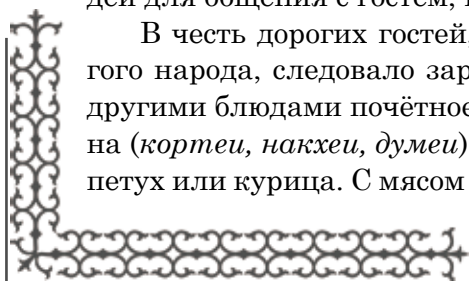 дей для общения с гостем,
В честь дорогих гостей,
гого народа, следовало зар
другими блюдами почётное
на (кортеи, накхеи, думеи)
петух или курица. С мясом